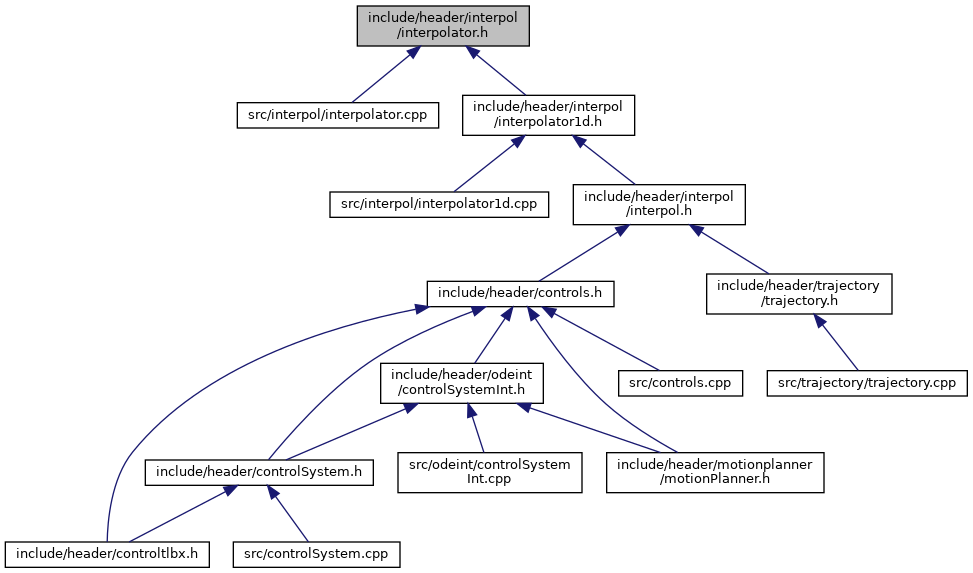 include/header/interpol
/interpolator.h
src/interpol/interpolator.cpp
include/header/interpol
/interpolator1d.h
src/interpol/interpolator1d.cpp
include/header/interpol
/interpol.h
include/header/controls.h
include/header/trajectory
/trajectory.h
include/header/odeint
/controlSystemInt.h
src/controls.cpp
src/trajectory/trajectory.cpp
include/header/controlSystem.h
src/odeint/controlSystem
Int.cpp
include/header/motionplanner
/motionPlanner.h
include/header/controltlbx.h
src/controlSystem.cpp